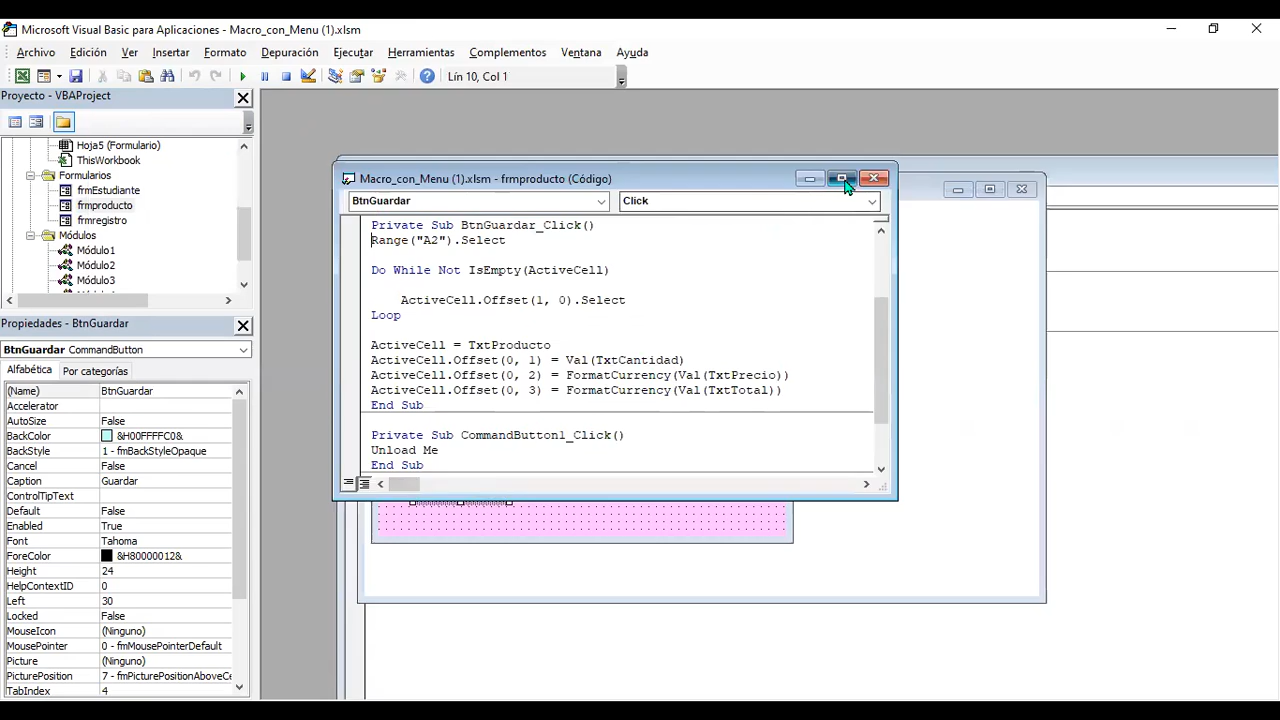 Microsoft Visual Basic para Aplicaciones - Macro_con_Menu (1).xlsm
Archivo Edición Ver Insertar Formato Depuración Ejecutar Herramientas Complementos Ventana Ayuda
Lín 10, Col 1
Proyecto - VBAProject
Hoja5 (Formulario)
ThisWorkbook
Formularios
frmEstudiante
frmproducto
frmregistro
Módulos
Módulo1
Módulo2
Módulo3
Propiedades - BtnGuardar
BtnGuardar CommandButton
Alfabética Por categorías
(Name) BtnGuardar
Accelerator
AutoSize False
BackColor &H00FFFFC0&
BackStyle 1 - fmBackStyleOpaque
Cancel False
Caption Guardar
ControlTipText
Default False
Enabled True
Font Tahoma
ForeColor &H80000012&
Height 24
HelpContextID 0
Left 30
Locked False
MouseIcon (Ninguno)
MousePointer 0 - fmMousePointerDefault
Picture (Ninguno)
PicturePosition 7 - fmPicturePositionAboveCe
TabIndex 4
Macro_con_Menu (1).xlsm - frmproducto (Código)
BtnGuardar Click
Private Sub BtnGuardar_Click()
Range("A2").Select
Do While Not IsEmpty(ActiveCell)
ActiveCell.Offset(1, 0).Select
Loop
ActiveCell = TxtProducto
ActiveCell.Offset(0, 1) = Val(TxtCantidad)
ActiveCell.Offset(0, 2) = FormatCurrency(Val(TxtPrecio))
ActiveCell.Offset(0, 3) = FormatCurrency(Val(TxtTotal))
End Sub
Private Sub CommandButton1_Click()
Unload Me
End Sub